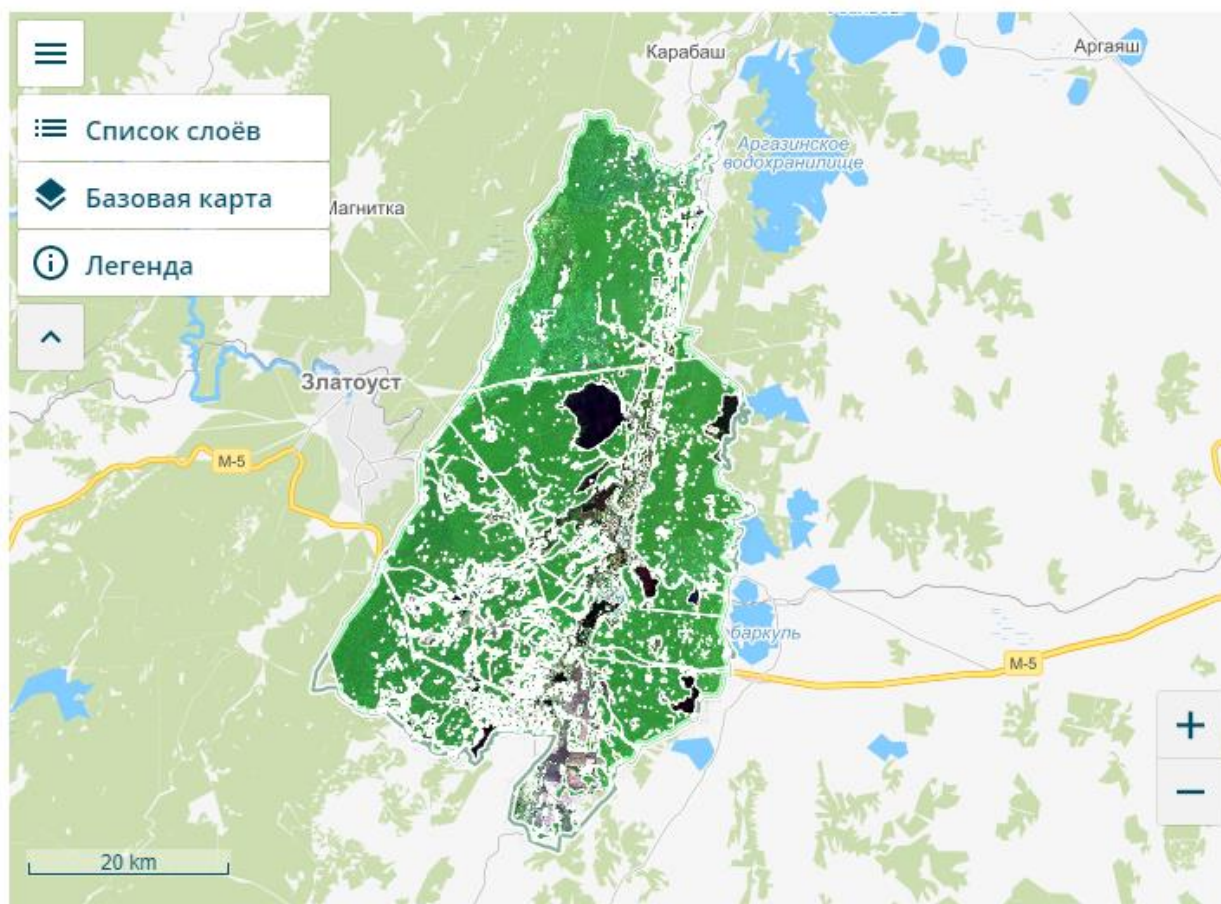 Карабаш
Аргаяш
Список слоёв
Аргазинское
водохранилище
Базовая карта
Магнитка
Легенда
Златоуст
М-5
баркуль
М-5
20 km